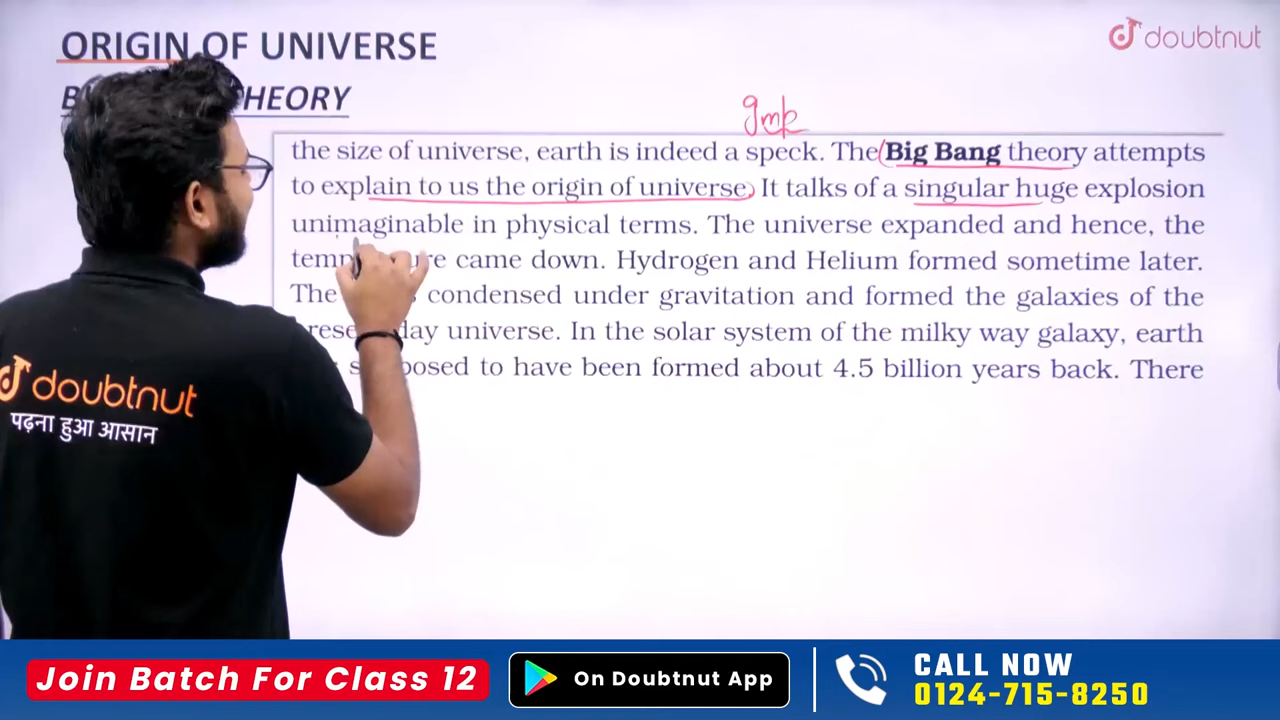 ORIGIN OF UNIVERSE
doubtnut
HEORY
the size of universe, earth is indeed a speck. The (Big Bang theory attempts
to explain to us the origin of universe) It talks of a singular huge explosion
unimaginable in physical terms. The universe expanded and hence, the
came down. Hydrogen and Helium formed sometime later.
The condensed under gravitation and formed the galaxies of the
day universe. In the solar system of the milky way galaxy, earth
posed to have been formed about 4.5 billion years back. There
doubtnut
पढ़ना हुआ आसान
Join Batch For Class 12
On Doubtnut App
CALL NOW
0124-715-8250